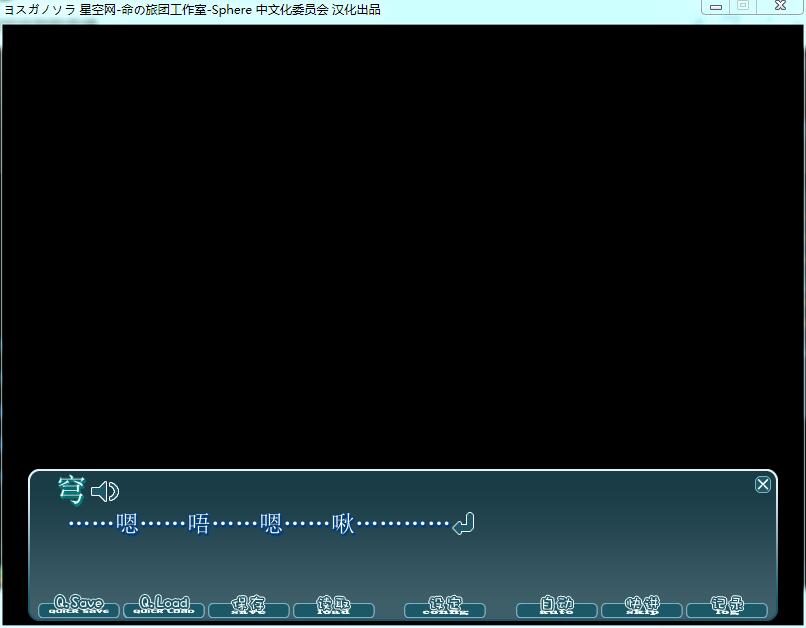 ヨスガノソラ 星空网-命の旅团工作室-Sphere 中文化委员会 汉化出品
穹
……嗯……唔……嗯……啾…………
Q.Save Q.Load 保存 读取 设定 自动 快进 记录
quick save quick load save load config auto skip log